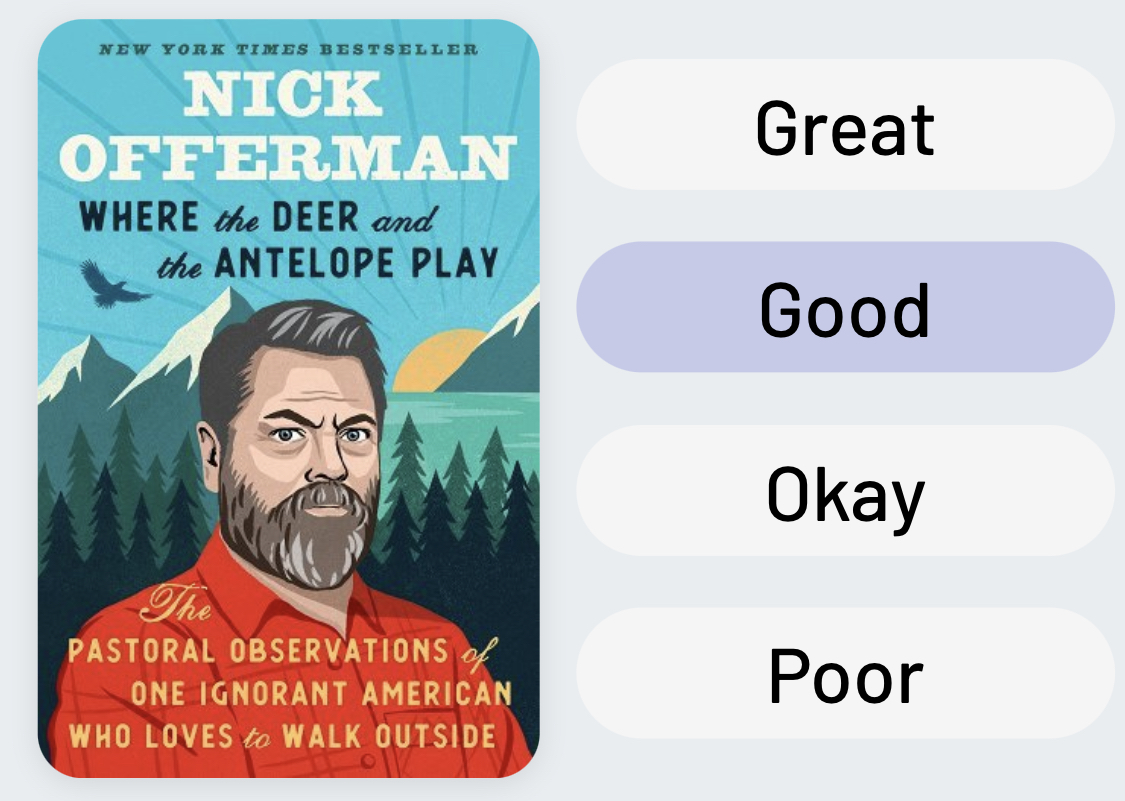 NEW YORK TIMES BESTSELLER
NICK
OFFERMAN
WHERE the DEER and
the ANTELOPE PLAY
The
PASTORAL OBSERVATIONS of
ONE IGNORANT AMERICAN
WHO LOVES to WALK OUTSIDE
Great
Good
Okay
Poor